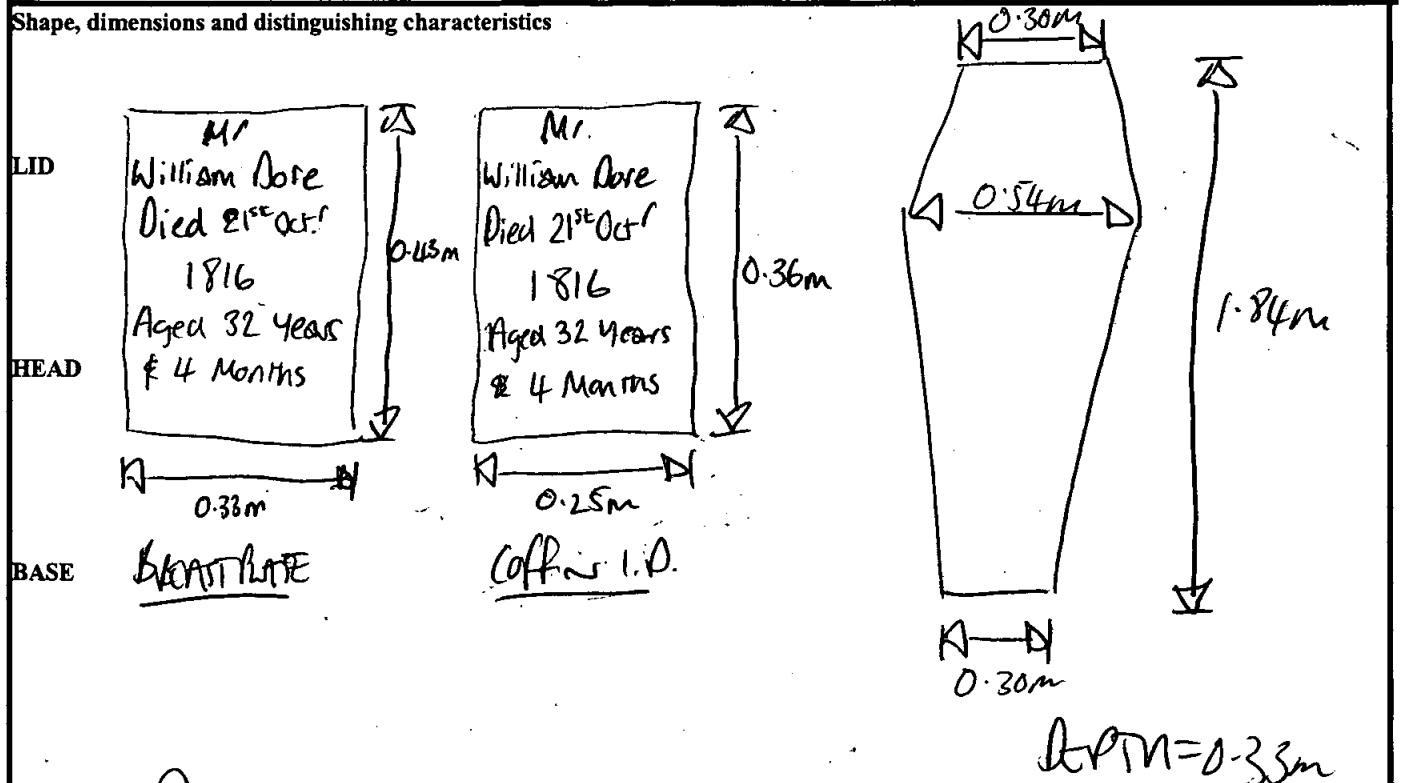 Shape, dimensions and distinguishing characteristics
0.30m
LID
Mr
William Dore
Died 21st Octr
1816
Aged 32 Years
& 4 Months
0.43m
Mr.
William Dore
Died 21st Octr
1816
Aged 32 Years
& 4 Months
0.36m
0.54m
1.84m
HEAD
0.33m
0.25m
BASE
BREASTPLATE
Coffin I.D.
0.30m
DEPTH=0.33m